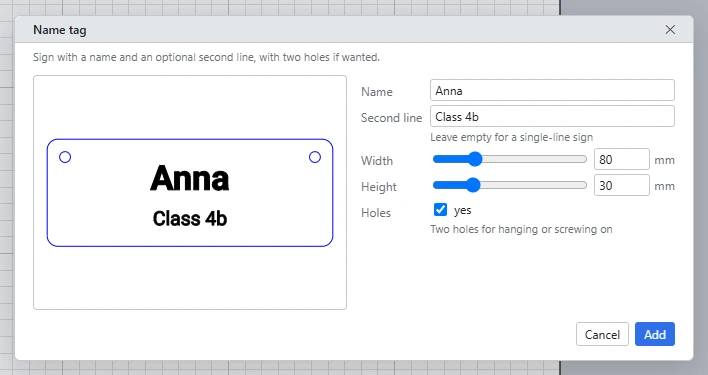 Name tag
Sign with a name and an optional second line, with two holes if wanted.
Anna
Class 4b
Name Anna
Second line Class 4b
Leave empty for a single-line sign
Width 80 mm
Height 30 mm
Holes yes
Two holes for hanging or screwing on
Cancel Add